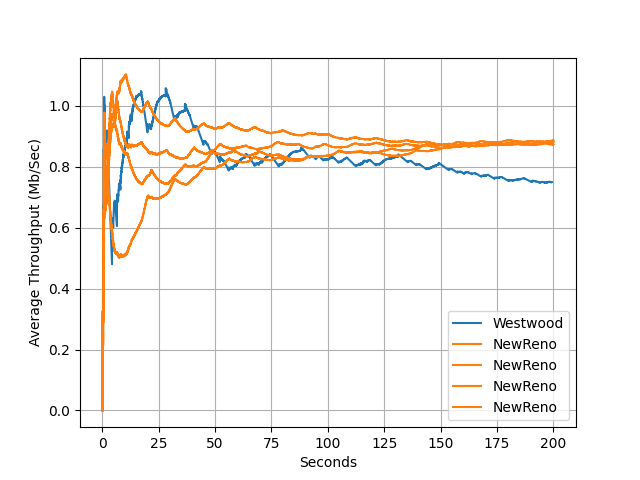 1.0
0.8
0.6
0.4
0.2
0.0
Average Throughput (Mb/Sec)
Westwood
NewReno
NewReno
NewReno
NewReno
0 25 50 75 100 125 150 175 200
Seconds